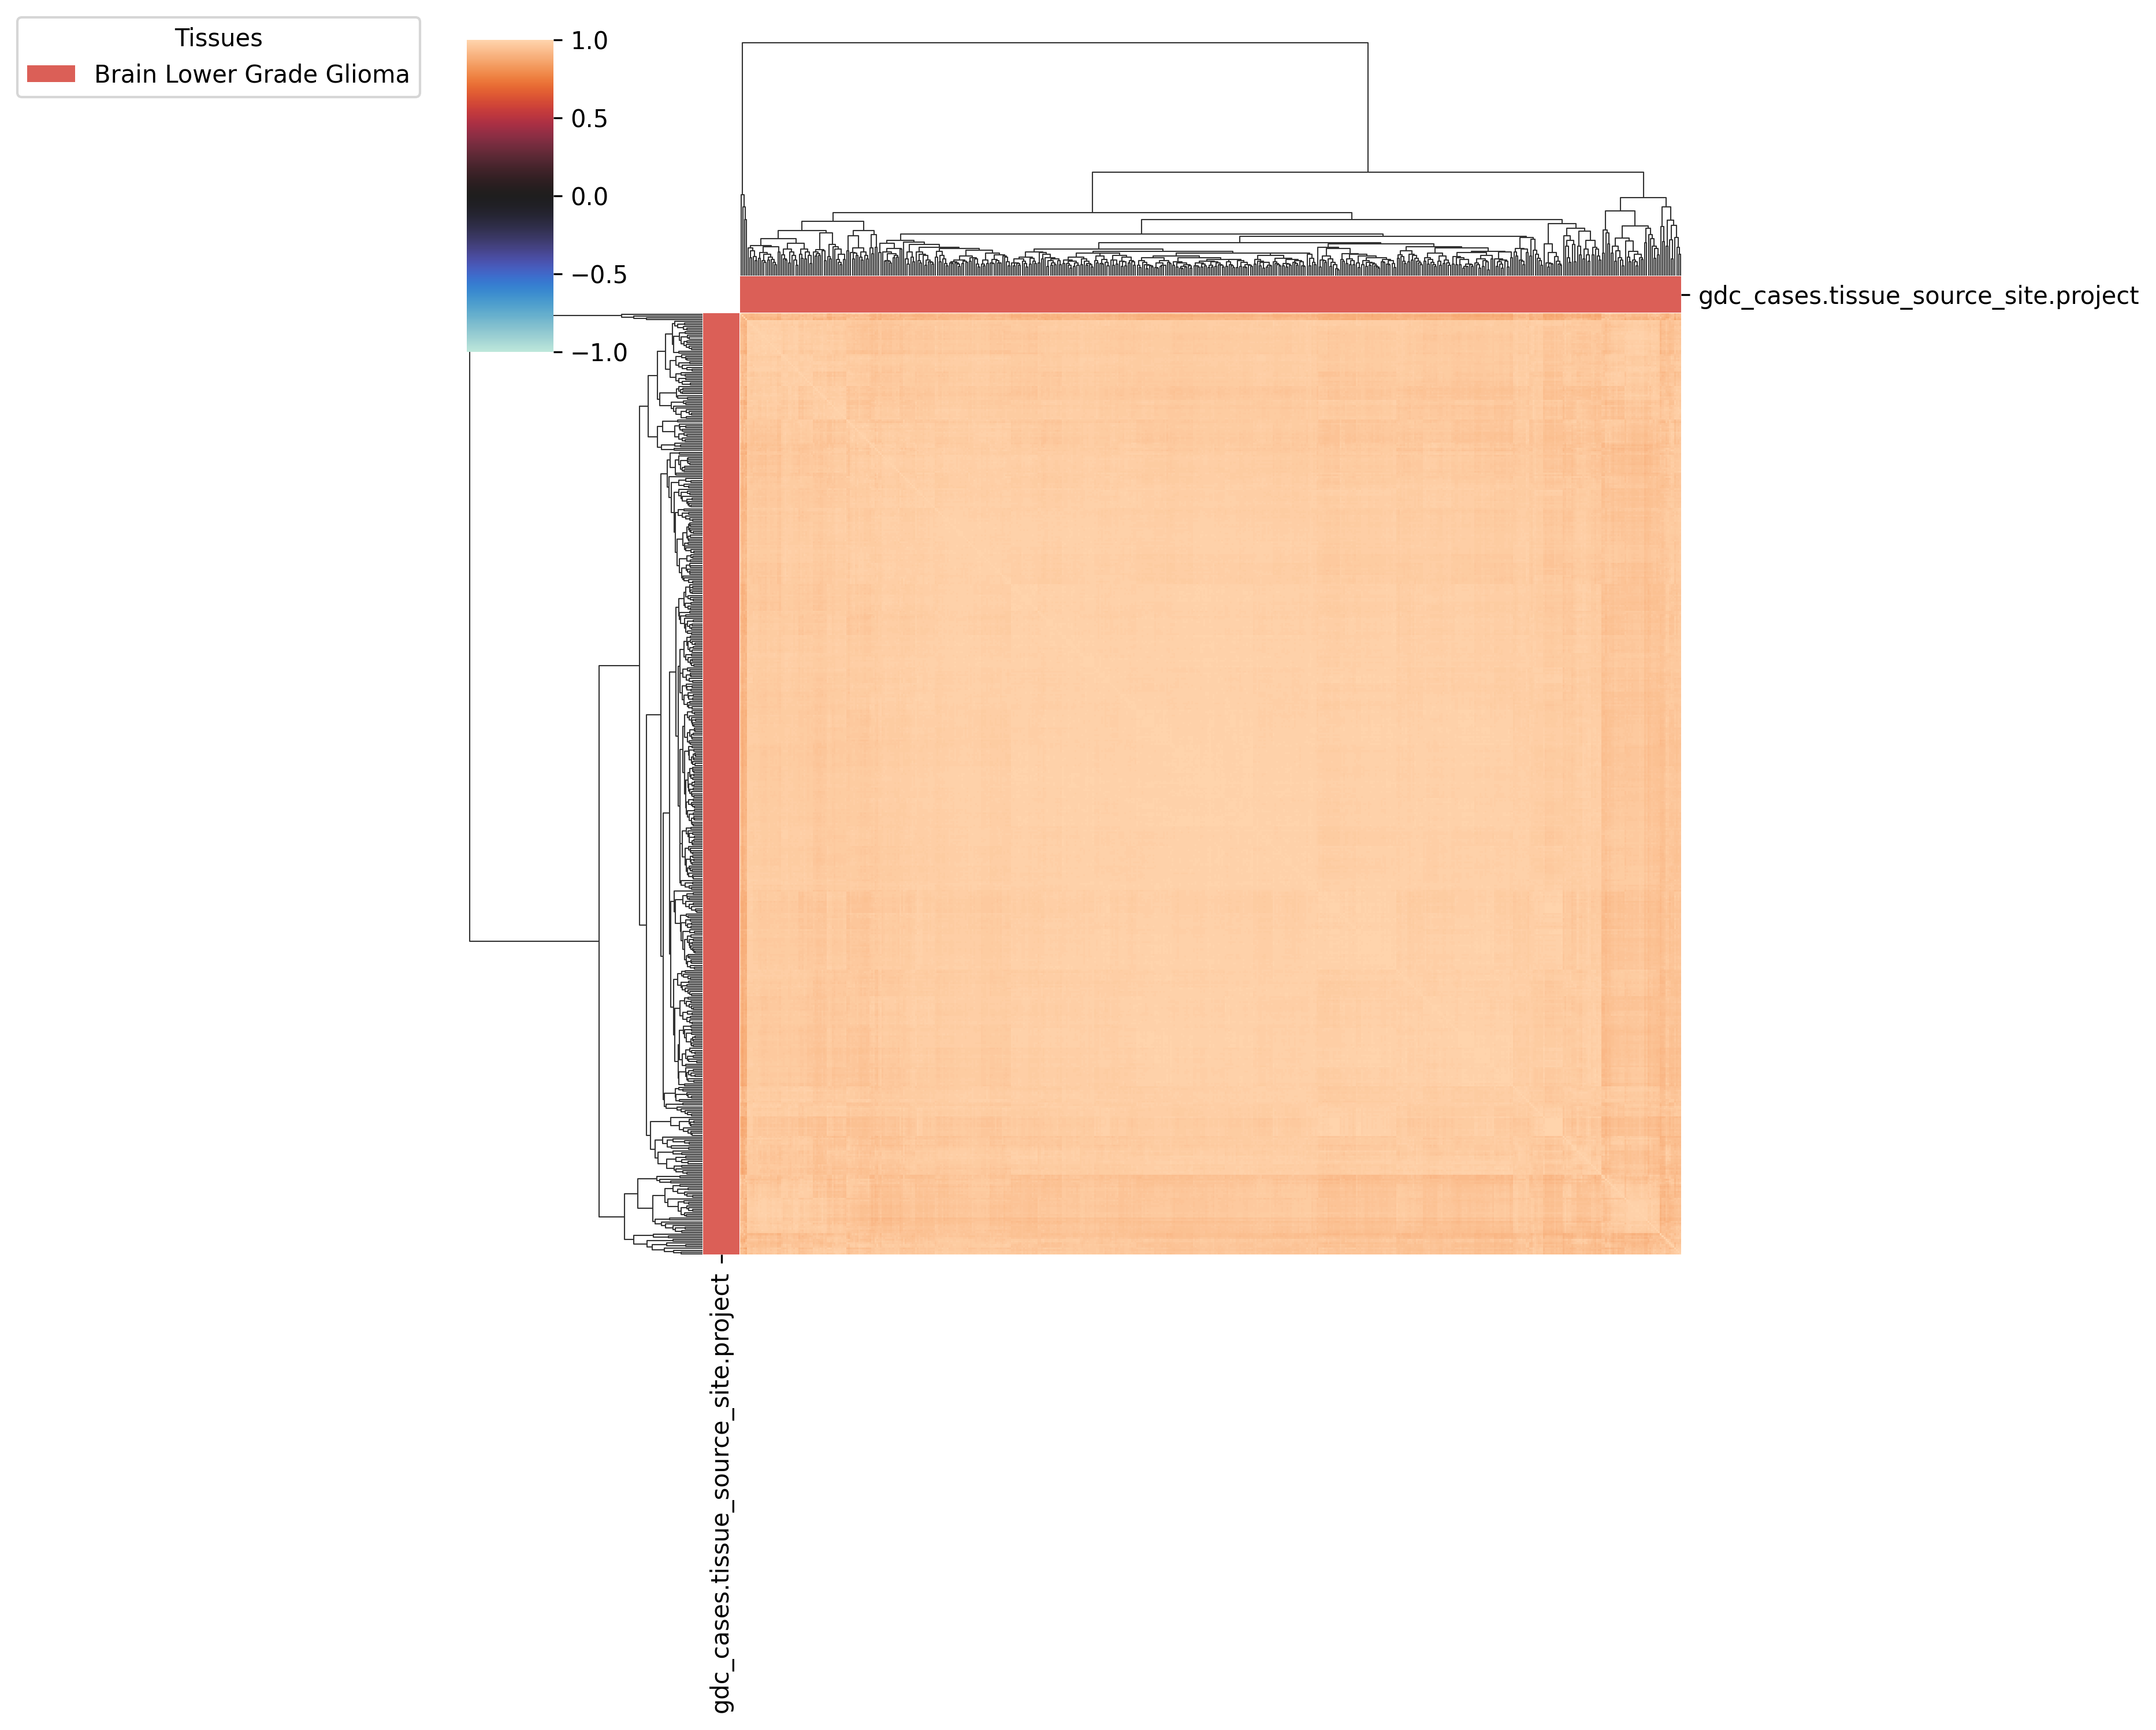 Tissues
Brain Lower Grade Glioma
1.0
0.5
0.0
−0.5
−1.0
gdc_cases.tissue_source_site.project
gdc_cases.tissue_source_site.project